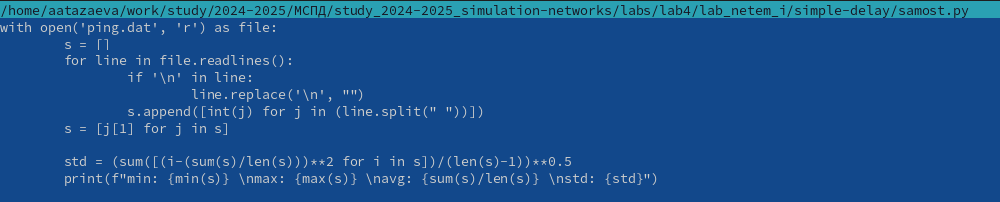 /home/aatazaeva/work/study/2024-2025/МСПД/study_2024-2025_simulation-networks/labs/lab4/lab_netem_i/simple-delay/samost.py
with open('ping.dat', 'r') as file:
        s = []
        for line in file.readlines():
                if '\n' in line:
                        line.replace('\n', "")
                s.append([int(j) for j in (line.split(" "))])
        s = [j[1] for j in s]

        std = (sum([(i-(sum(s)/len(s)))**2 for i in s])/(len(s)-1))**0.5
        print(f"min: {min(s)} \nmax: {max(s)} \navg: {sum(s)/len(s)} \nstd: {std}")